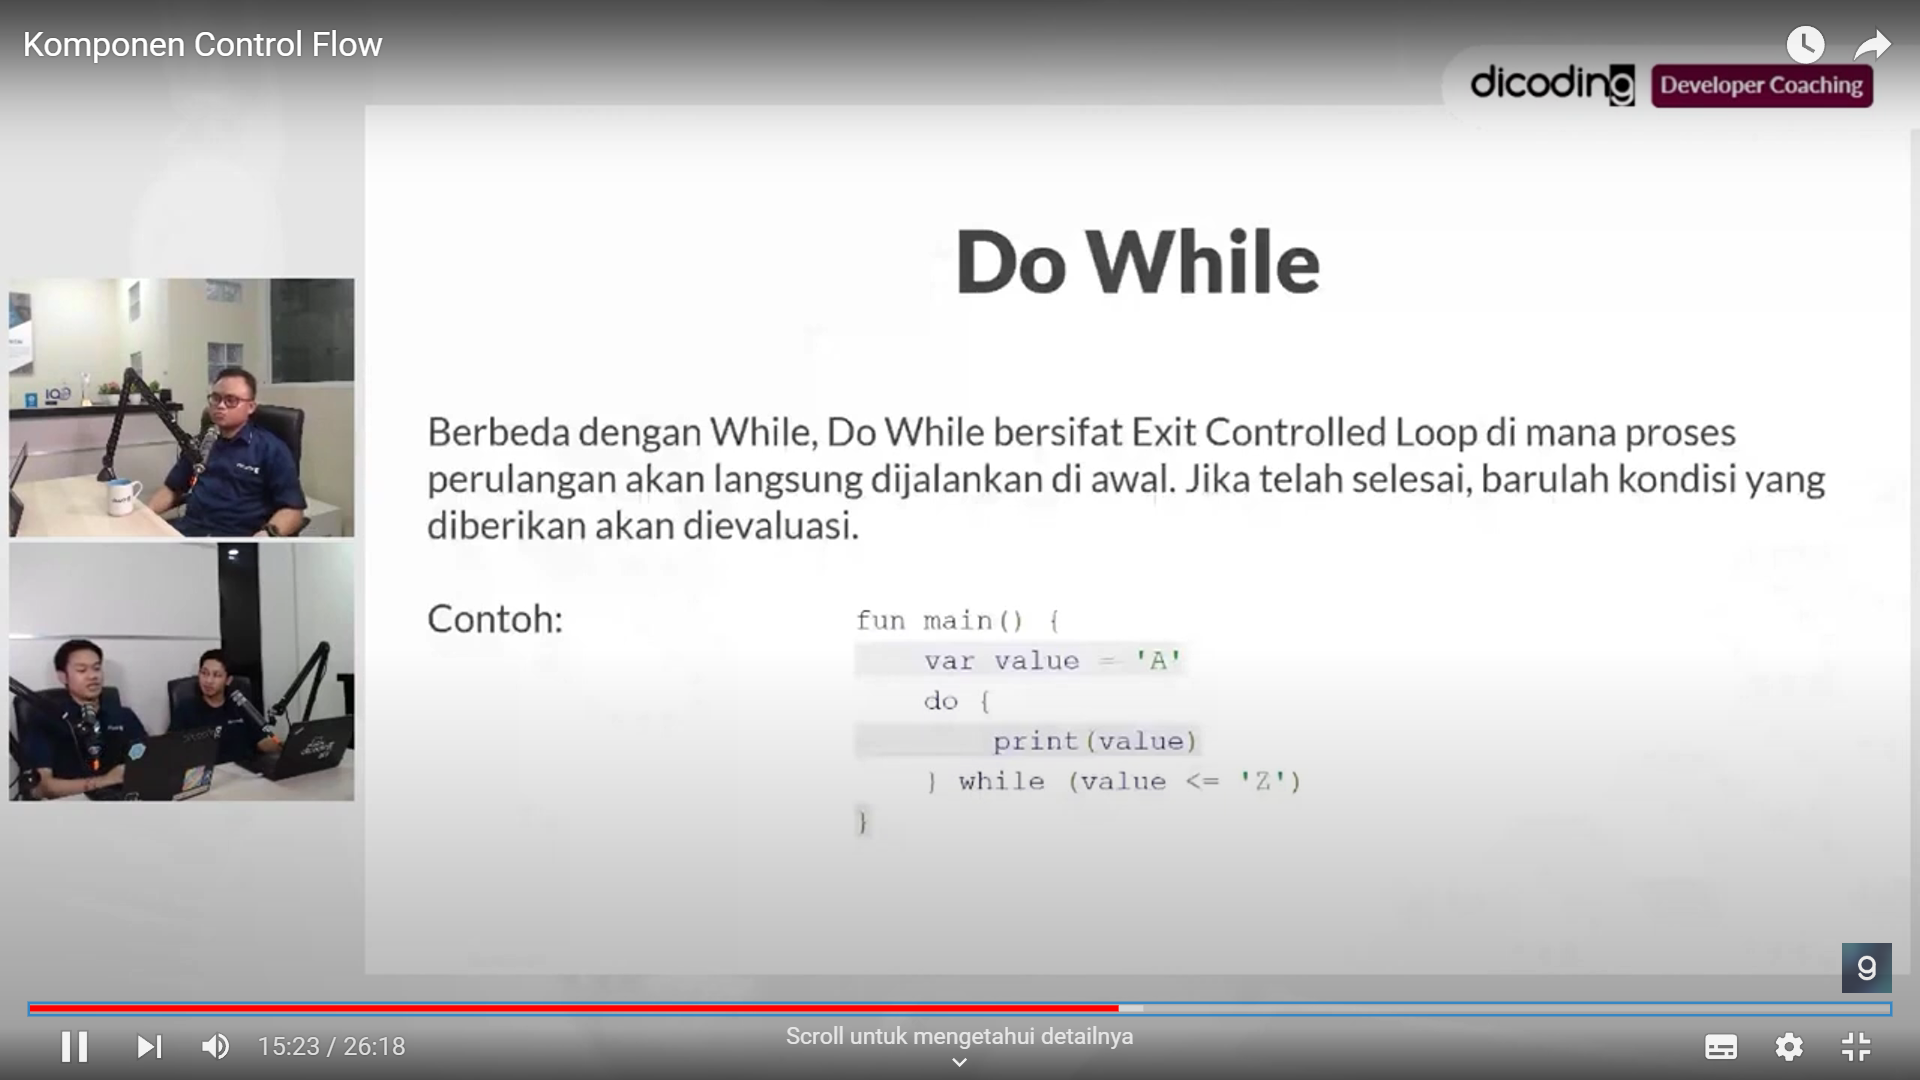 Komponen Control Flow
dicoding Developer Coaching
Do While
Berbeda dengan While, Do While bersifat Exit Controlled Loop di mana proses
perulangan akan langsung dijalankan di awal. Jika telah selesai, barulah kondisi yang
diberikan akan dievaluasi.
Contoh:
fun main() {
var value = 'A'
do {
print(value)
} while (value <= 'Z')
}
15:23 / 26:18
Scroll untuk mengetahui detailnya